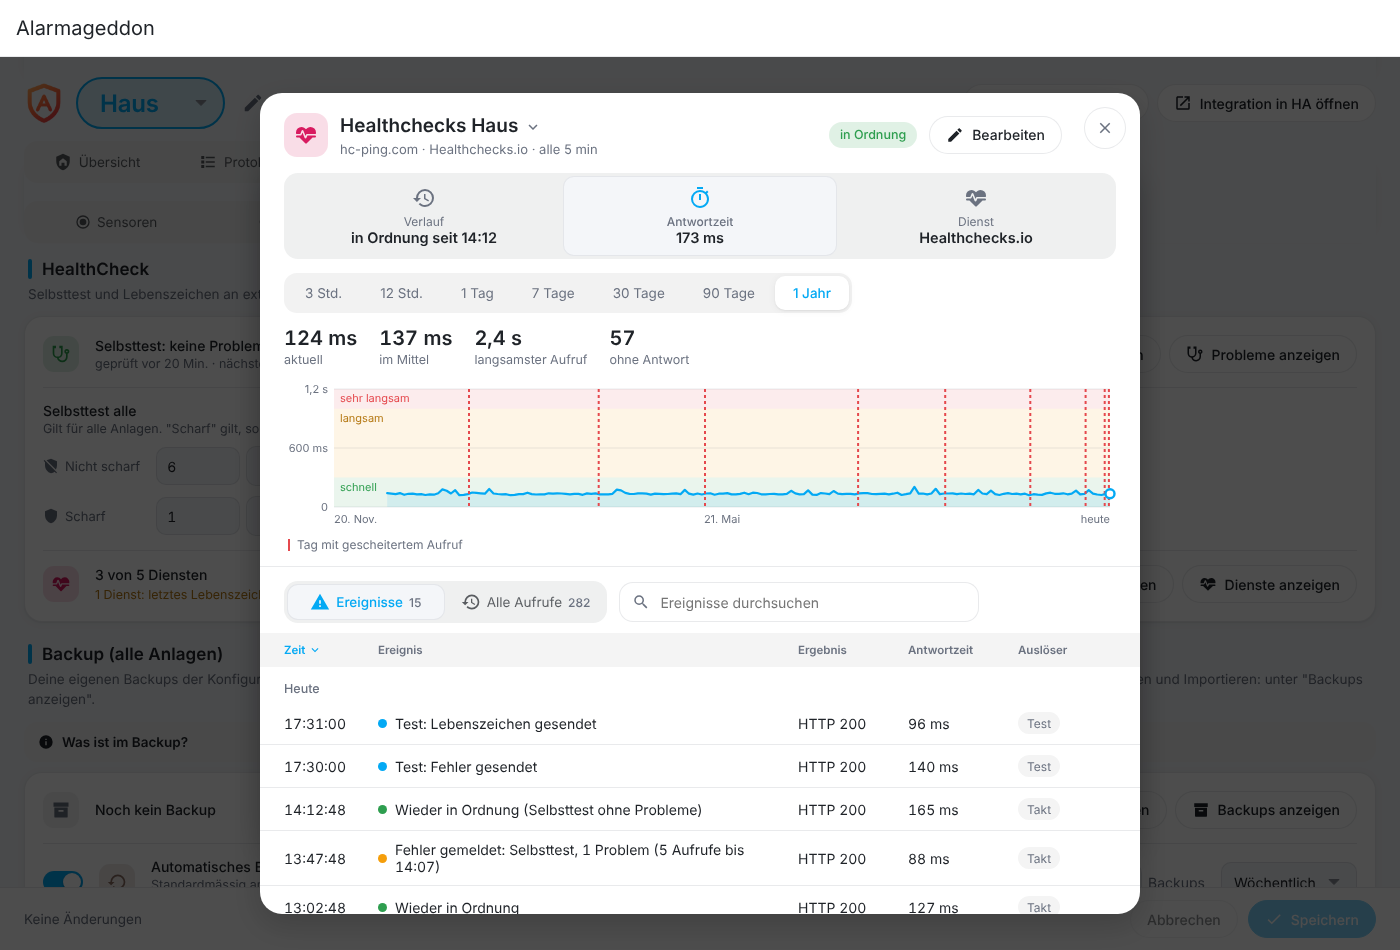 Alarmageddon
Haus
Integration in HA öffnen
Übersicht
Protok
Sensoren
HealthCheck
Selbsttest und Lebenszeichen an ext
Selbsttest: keine Problem
geprüft vor 20 Min. · nächst
Probleme anzeigen
Selbsttest alle
Gilt für alle Anlagen. "Scharf" gilt, so
Nicht scharf
6
Scharf
1
3 von 5 Diensten
1 Dienst: letztes Lebenszeich
en
Dienste anzeigen
Backup (alle Anlagen)
Deine eigenen Backups der Konfigur
en und Importieren: unter "Backups
anzeigen".
Was ist im Backup?
Noch kein Backup
Backups anzeigen
Automatisches B
Standardmässig a
Backups
Wöchentlich
Keine Änderungen
Abbrechen
Speichern
Healthchecks Haus
hc-ping.com · Healthchecks.io · alle 5 min
in Ordnung
Bearbeiten
Verlauf
in Ordnung seit 14:12
Antwortzeit
173 ms
Dienst
Healthchecks.io
3 Std.
12 Std.
1 Tag
7 Tage
30 Tage
90 Tage
1 Jahr
124 ms
aktuell
137 ms
im Mittel
2,4 s
langsamster Aufruf
57
ohne Antwort
1,2 s
sehr langsam
langsam
600 ms
schnell
0
20. Nov.
21. Mai
heute
Tag mit gescheitertem Aufruf
Ereignisse 15
Alle Aufrufe 282
Ereignisse durchsuchen
Zeit Ereignis Ergebnis Antwortzeit Auslöser
Heute
17:31:00 Test: Lebenszeichen gesendet HTTP 200 96 ms Test
17:30:00 Test: Fehler gesendet HTTP 200 140 ms Test
14:12:48 Wieder in Ordnung (Selbsttest ohne Probleme) HTTP 200 165 ms Takt
13:47:48 Fehler gemeldet: Selbsttest, 1 Problem (5 Aufrufe bis
14:07) HTTP 200 88 ms Takt
13:02:48 Wieder in Ordnung HTTP 200 127 ms Takt